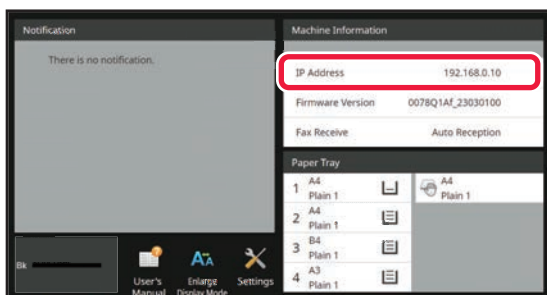 Notification
There is no notification.
Bk
User's
Manual
Enlarge
Display Mode
Settings
Machine Information
IP Address 192.168.0.10
Firmware Version 0078Q1Af_23030100
Fax Receive Auto Reception
Paper Tray
1 A4
Plain 1
A4
Plain 1
2 A4
Plain 1
3 B4
Plain 1
4 A3
Plain 1